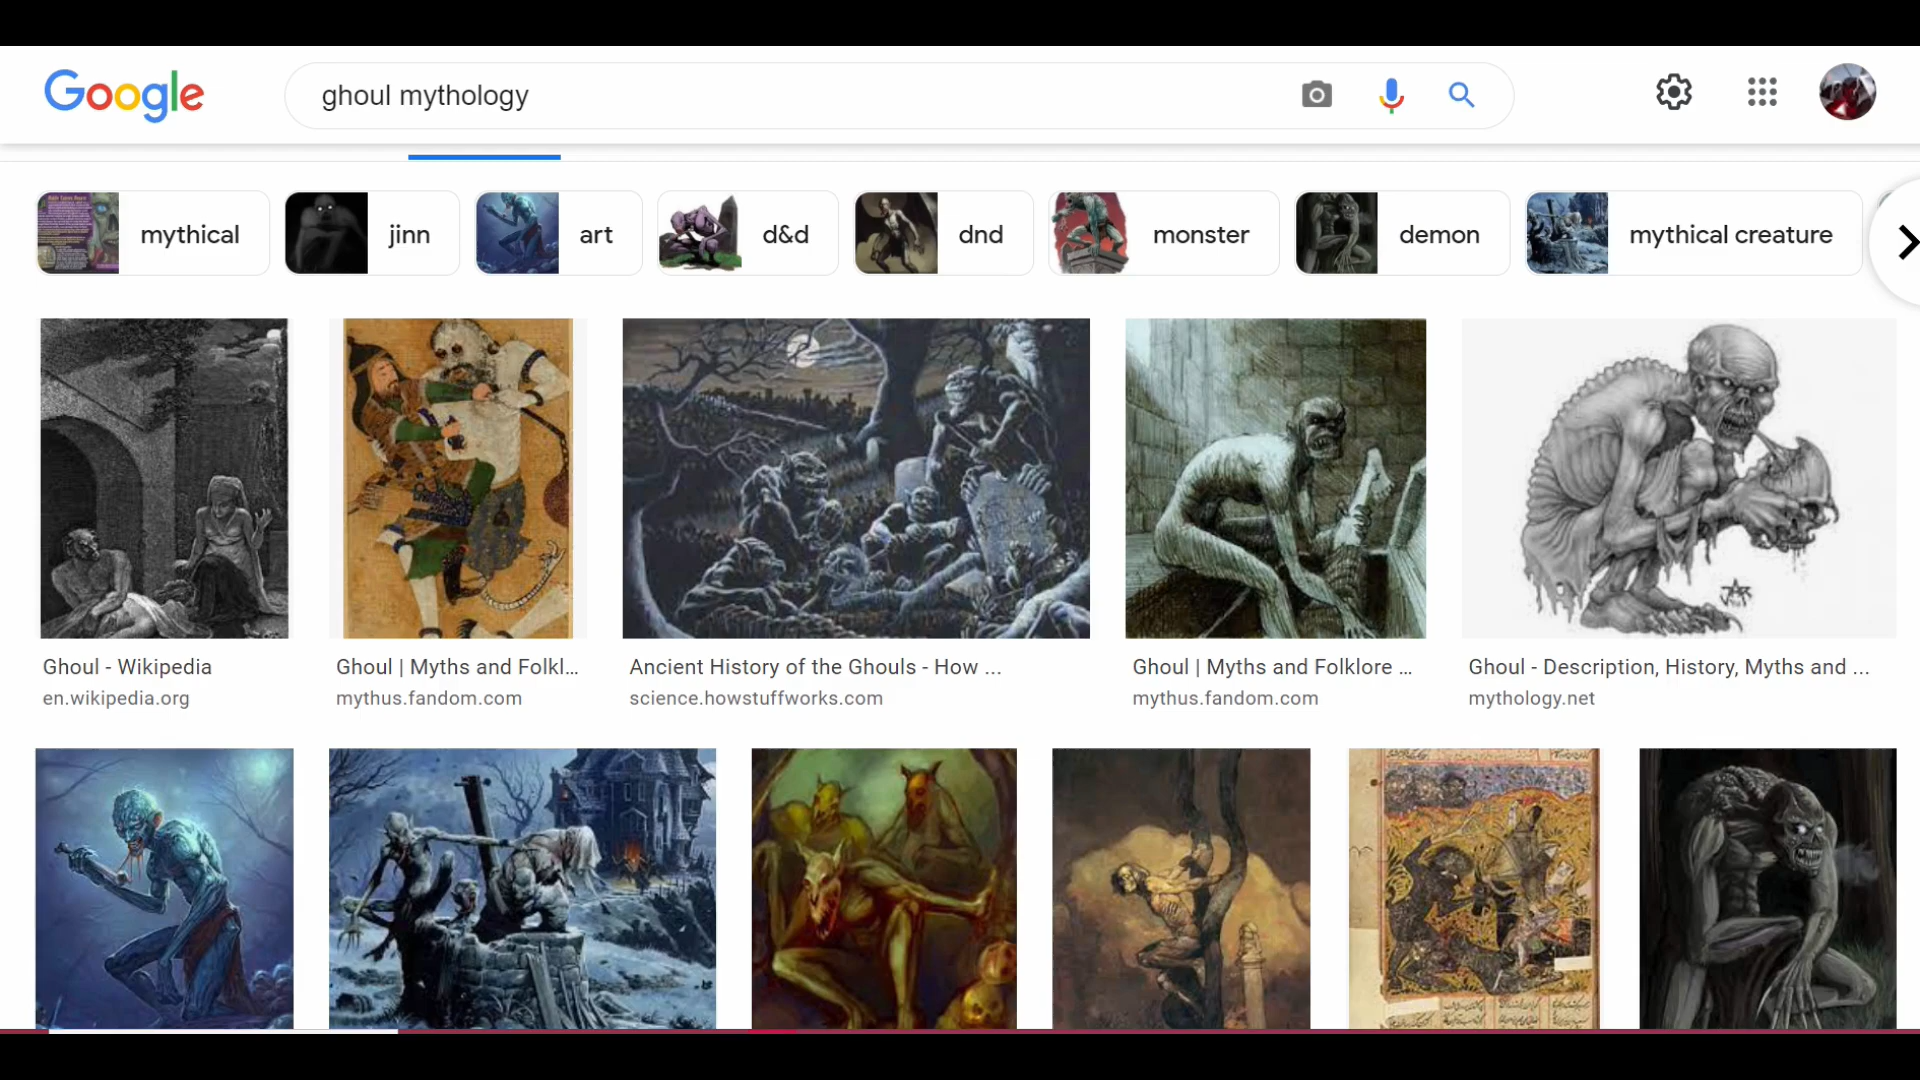 Google
ghoul mythology
mythical
jinn
art
d&d
dnd
monster
demon
mythical creature
Ghoul - Wikipedia
en.wikipedia.org
Ghoul | Myths and Folkl...
mythus.fandom.com
Ancient History of the Ghouls - How ...
science.howstuffworks.com
Ghoul | Myths and Folklore ...
mythus.fandom.com
Ghoul - Description, History, Myths and ...
mythology.net